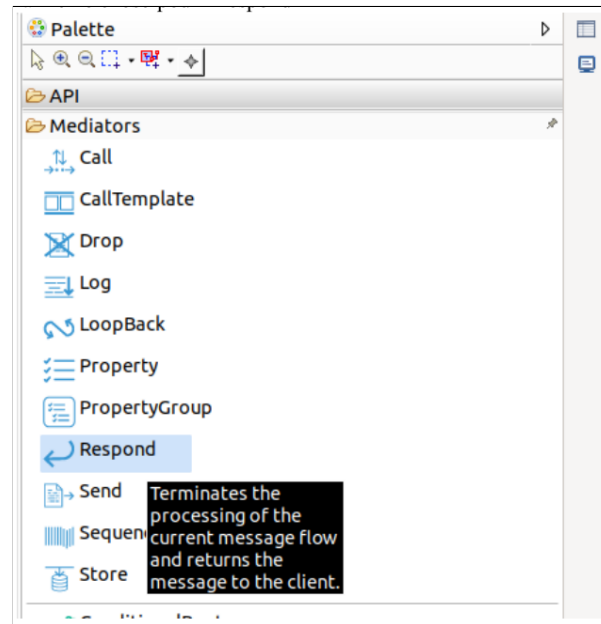 Palette
API
Mediators
Call
CallTemplate
Drop
Log
LoopBack
Property
PropertyGroup
Respond
Send
Terminates the
processing of the
current message flow
and returns the
message to the client.
Store